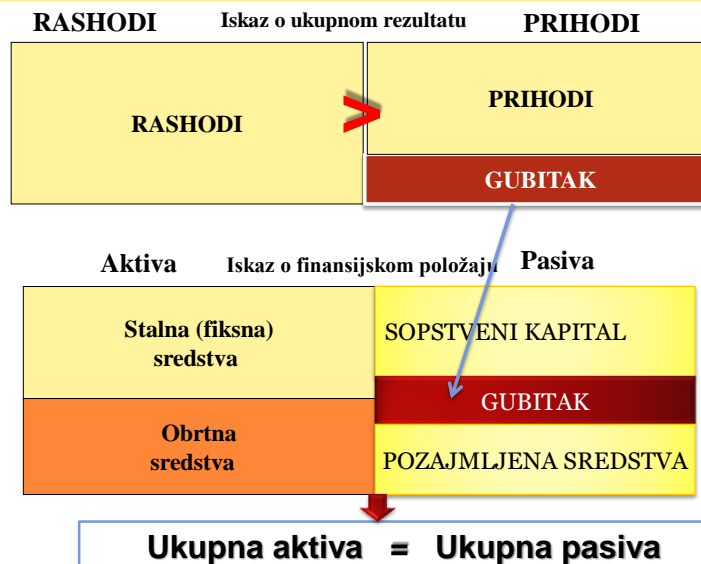 RASHODI Iskaz o ukupnom rezultatu PRIHODI
RASHODI > PRIHODI
GUBITAK
Aktiva Iskaz o finansijskom položaju Pasiva
Stalna (fiksna)
sredstva
SOPSTVENI KAPITAL
GUBITAK
Obrtna
sredstva
POZAJMLJENA SREDSTVA
Ukupna aktiva = Ukupna pasiva